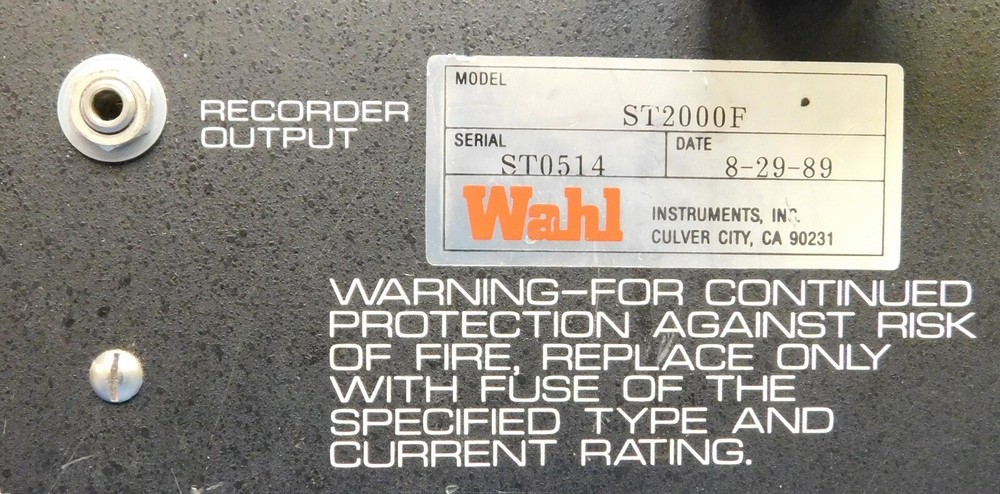 RECORDER
OUTPUT
MODEL
ST2000F
SERIAL
ST0514
DATE
8-29-89
Wahl
INSTRUMENTS, INC.
CULVER CITY, CA 90231
WARNING-FOR CONTINUED
PROTECTION AGAINST RISK
OF FIRE, REPLACE ONLY
WITH FUSE OF THE
SPECIFIED TYPE AND
CURRENT RATING.